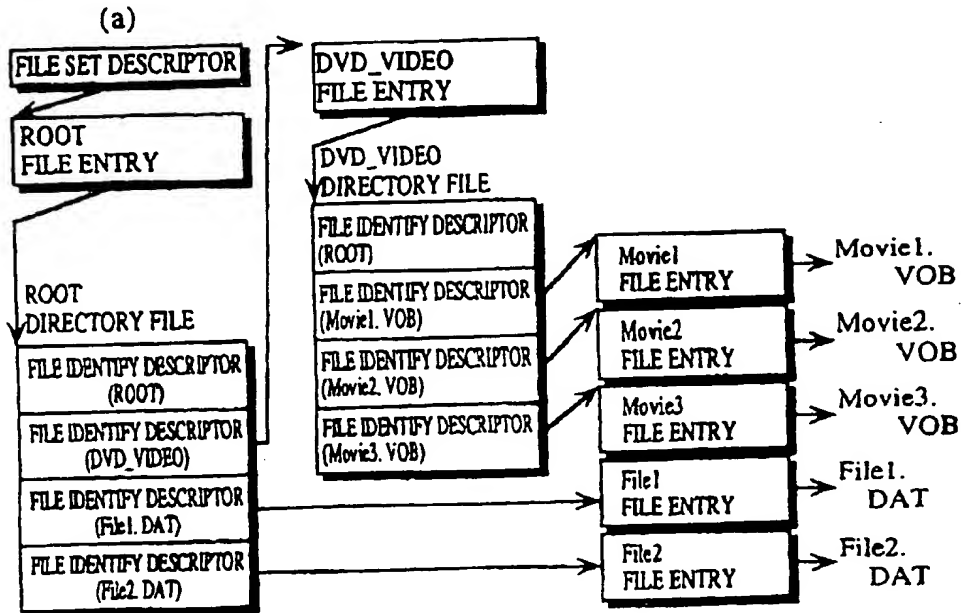 (a)
FILE SET DESCRIPTOR
ROOT
FILE ENTRY
ROOT
DIRECTORY FILE
FILE IDENTIFY DESCRIPTOR
(ROOT)
FILE IDENTIFY DESCRIPTOR
(DVD_VIDEO)
FILE IDENTIFY DESCRIPTOR
(File1. DAT)
FILE IDENTIFY DESCRIPTOR
(File2. DAT)
DVD_VIDEO
FILE ENTRY
DVD_VIDEO
DIRECTORY FILE
FILE IDENTIFY DESCRIPTOR
(ROOT)
FILE IDENTIFY DESCRIPTOR
(Movie1. VOB)
FILE IDENTIFY DESCRIPTOR
(Movie2. VOB)
FILE IDENTIFY DESCRIPTOR
(Movie3. VOB)
Movie1
FILE ENTRY
Movie2
FILE ENTRY
Movie3
FILE ENTRY
File1
FILE ENTRY
File2
FILE ENTRY
Movie1.
VOB
Movie2.
VOB
Movie3.
VOB
File1.
DAT
File2.
DAT